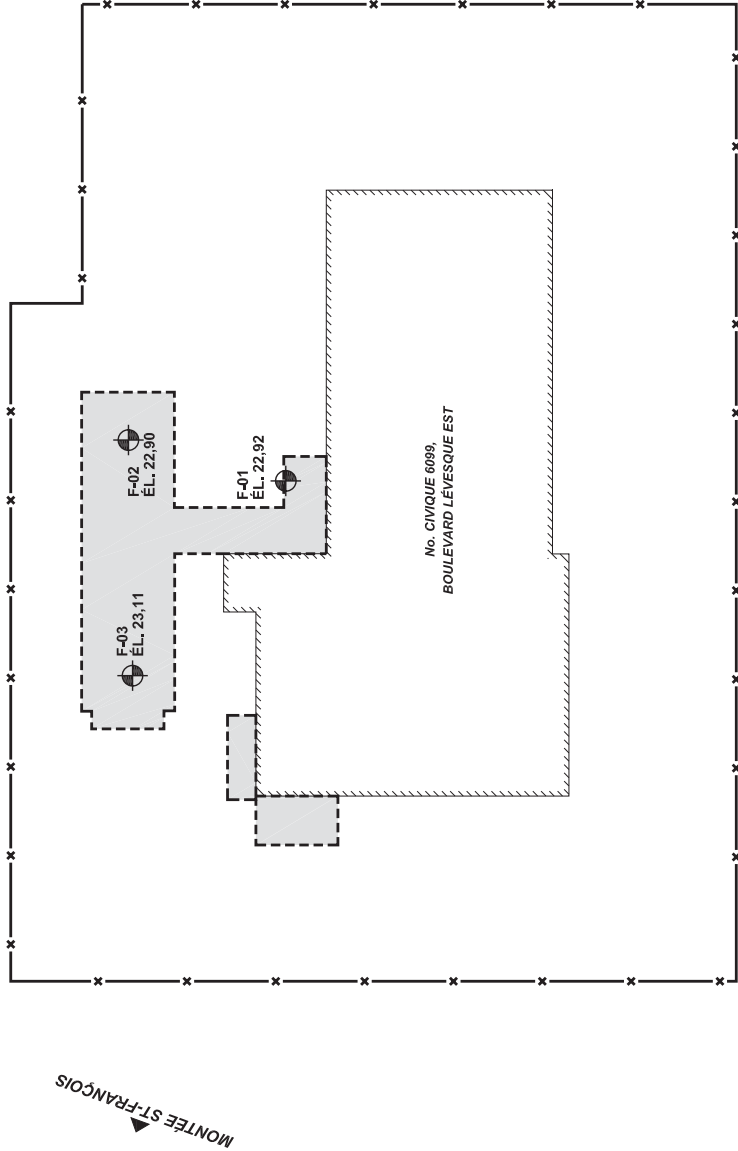 F-02
ÉL. 22,90
F-01
ÉL. 22,92
F-03
ÉL. 23,11
No. CIVIQUE 6099,
BOULEVARD LÉVESQUE EST
MONTÉE ST-FRANÇOIS